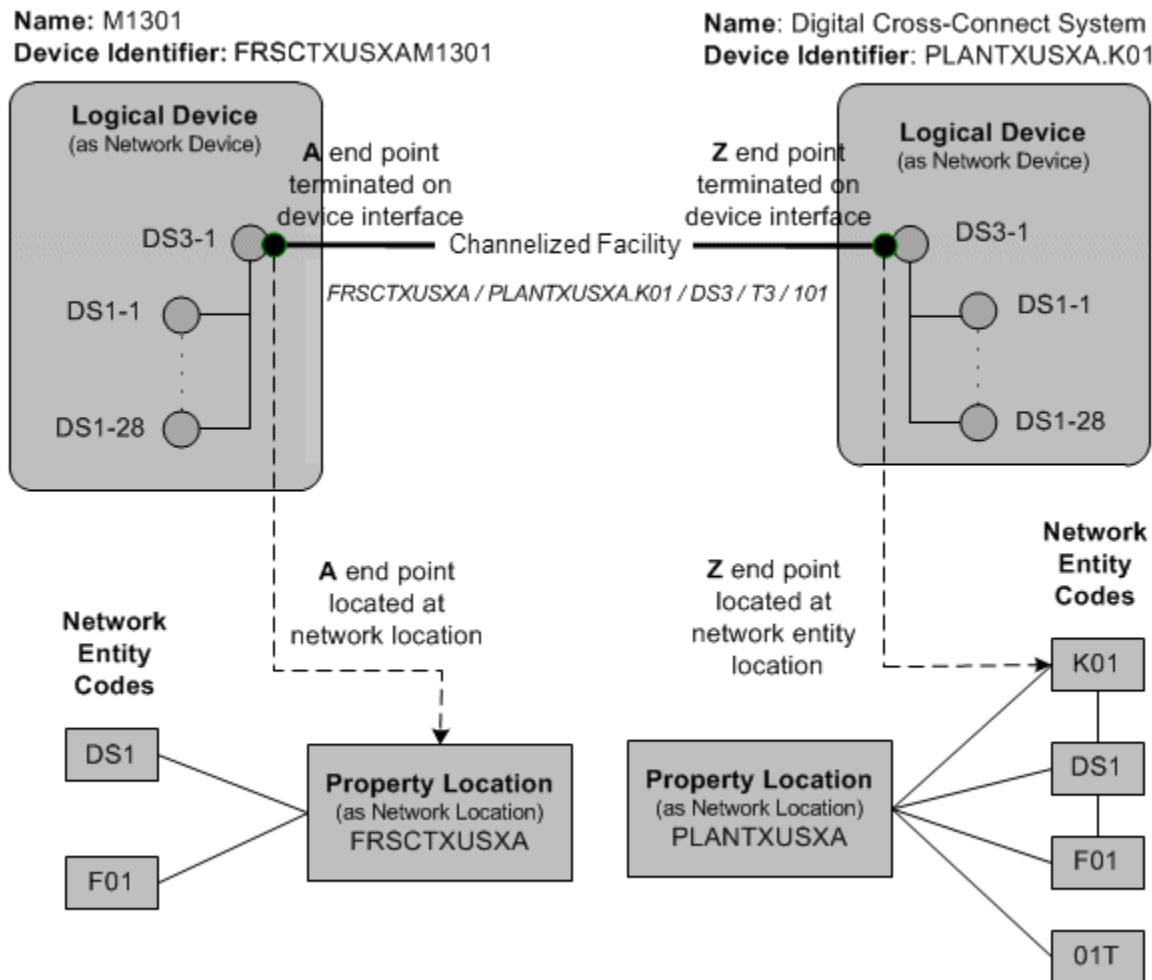 Name: M1301
Device Identifier: FRSCTXUSXAM1301
Name: Digital Cross-Connect System
Device Identifier: PLANTXUSXA.K01
Logical Device
(as Network Device)
A end point
terminated on
device interface
DS3-1
DS1-1
DS1-28
Channelized Facility
FRSCTXUSXA / PLANTXUSXA.K01 / DS3 / T3 / 101
Z end point
terminated on
device interface
Logical Device
(as Network Device)
DS3-1
DS1-1
DS1-28
A end point
located at
network location
Z end point
located at
network entity
location
Network
Entity
Codes
DS1
F01
Property Location
(as Network Location)
FRSCTXUSXA
Property Location
(as Network Location)
PLANTXUSXA
Network
Entity
Codes
K01
DS1
F01
01T